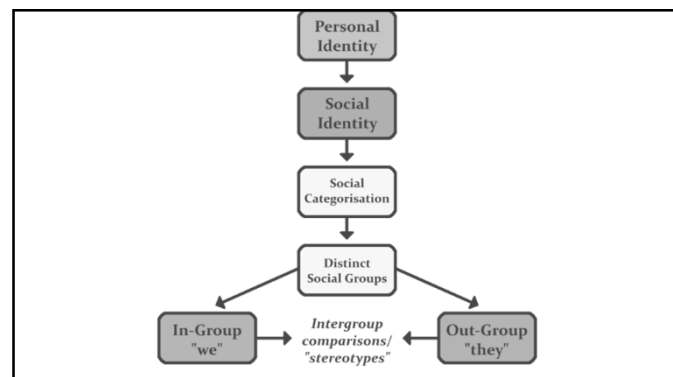 Personal
Identity
Social
Identity
Social
Categorisation
Distinct
Social Groups
In-Group
"we"
Intergroup
comparisons/
"stereotypes"
Out-Group
"they"